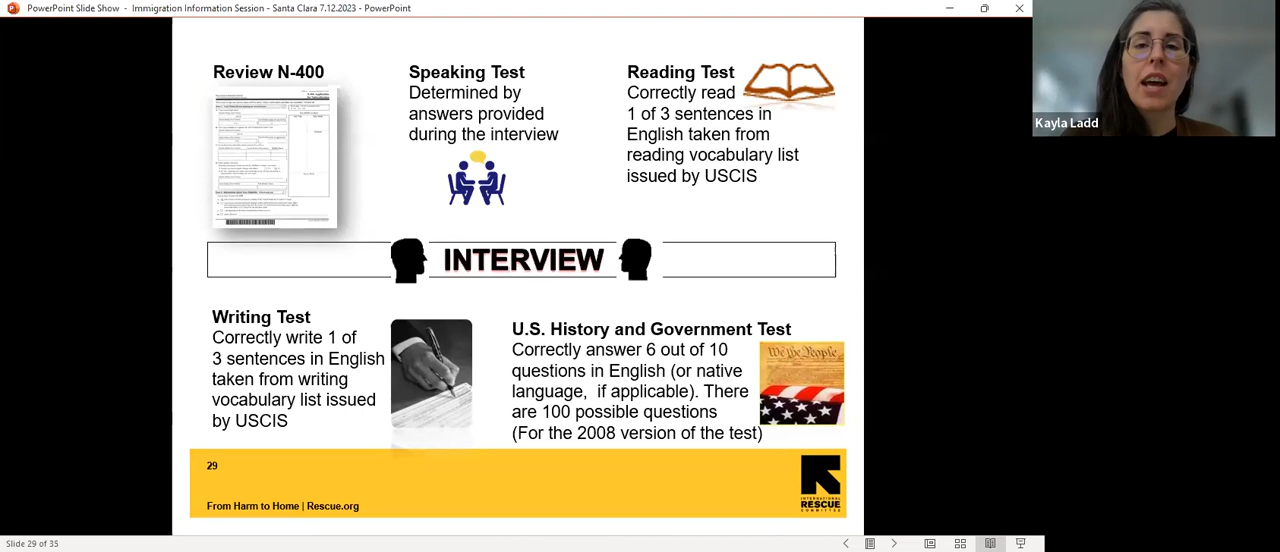 PowerPoint Slide Show - Immigration Information Session - Santa Clara 7.12.2023 - PowerPoint
Kayla Ladd
Review N-400
Speaking Test
Determined by
answers provided
during the interview
Reading Test
Correctly read
1 of 3 sentences in
English taken from
reading vocabulary list
issued by USCIS
INTERVIEW
Writing Test
Correctly write 1 of
3 sentences in English
taken from writing
vocabulary list issued
by USCIS
U.S. History and Government Test
Correctly answer 6 out of 10
questions in English (or native
language, if applicable). There
are 100 possible questions
(For the 2008 version of the test)
We the People
29
From Harm to Home | Rescue.org
INTERNATIONAL
RESCUE
COMMITTEE
Slide 29 of 35